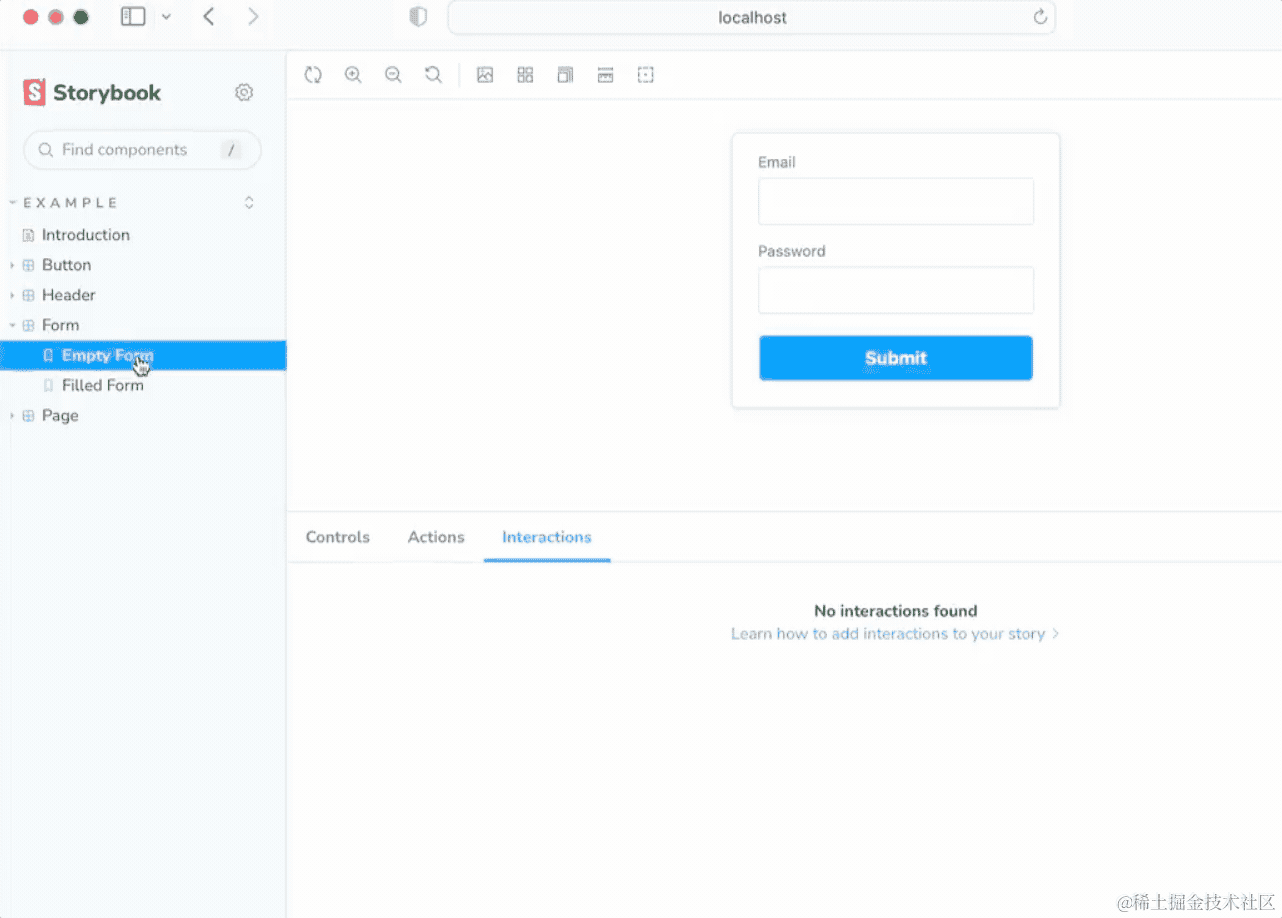 localhost
S Storybook
Find components /
EXAMPLE
Introduction
Button
Header
Form
Empty Form
Filled Form
Page
Email
Password
Submit
Controls Actions Interactions
No interactions found
Learn how to add interactions to your story
@稀土掘金技术社区